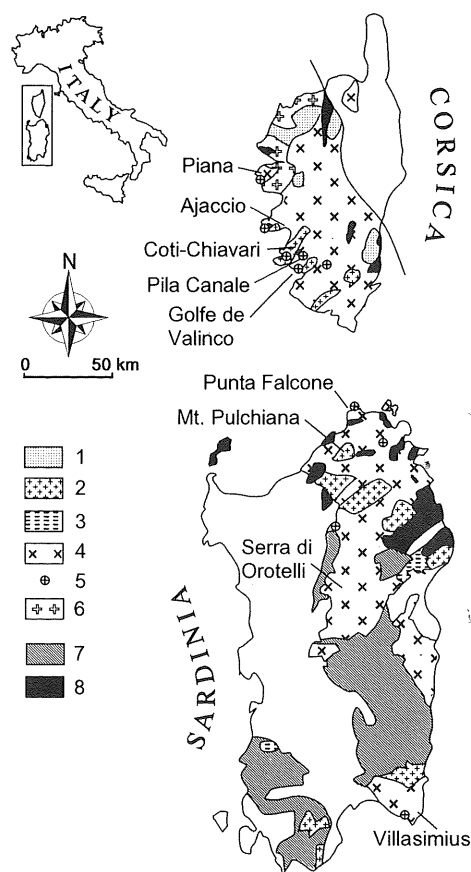 ITALY
CORSICA
Piana
Ajaccio
Coti-Chiavari
Pila Canale
Golfe de
Valinco
N
0 50 km
Punta Falcone
Mt. Pulchiana
1
2
3
4
5
6
7
8
Serra di
Orotelli
SARDINIA
Villasimius